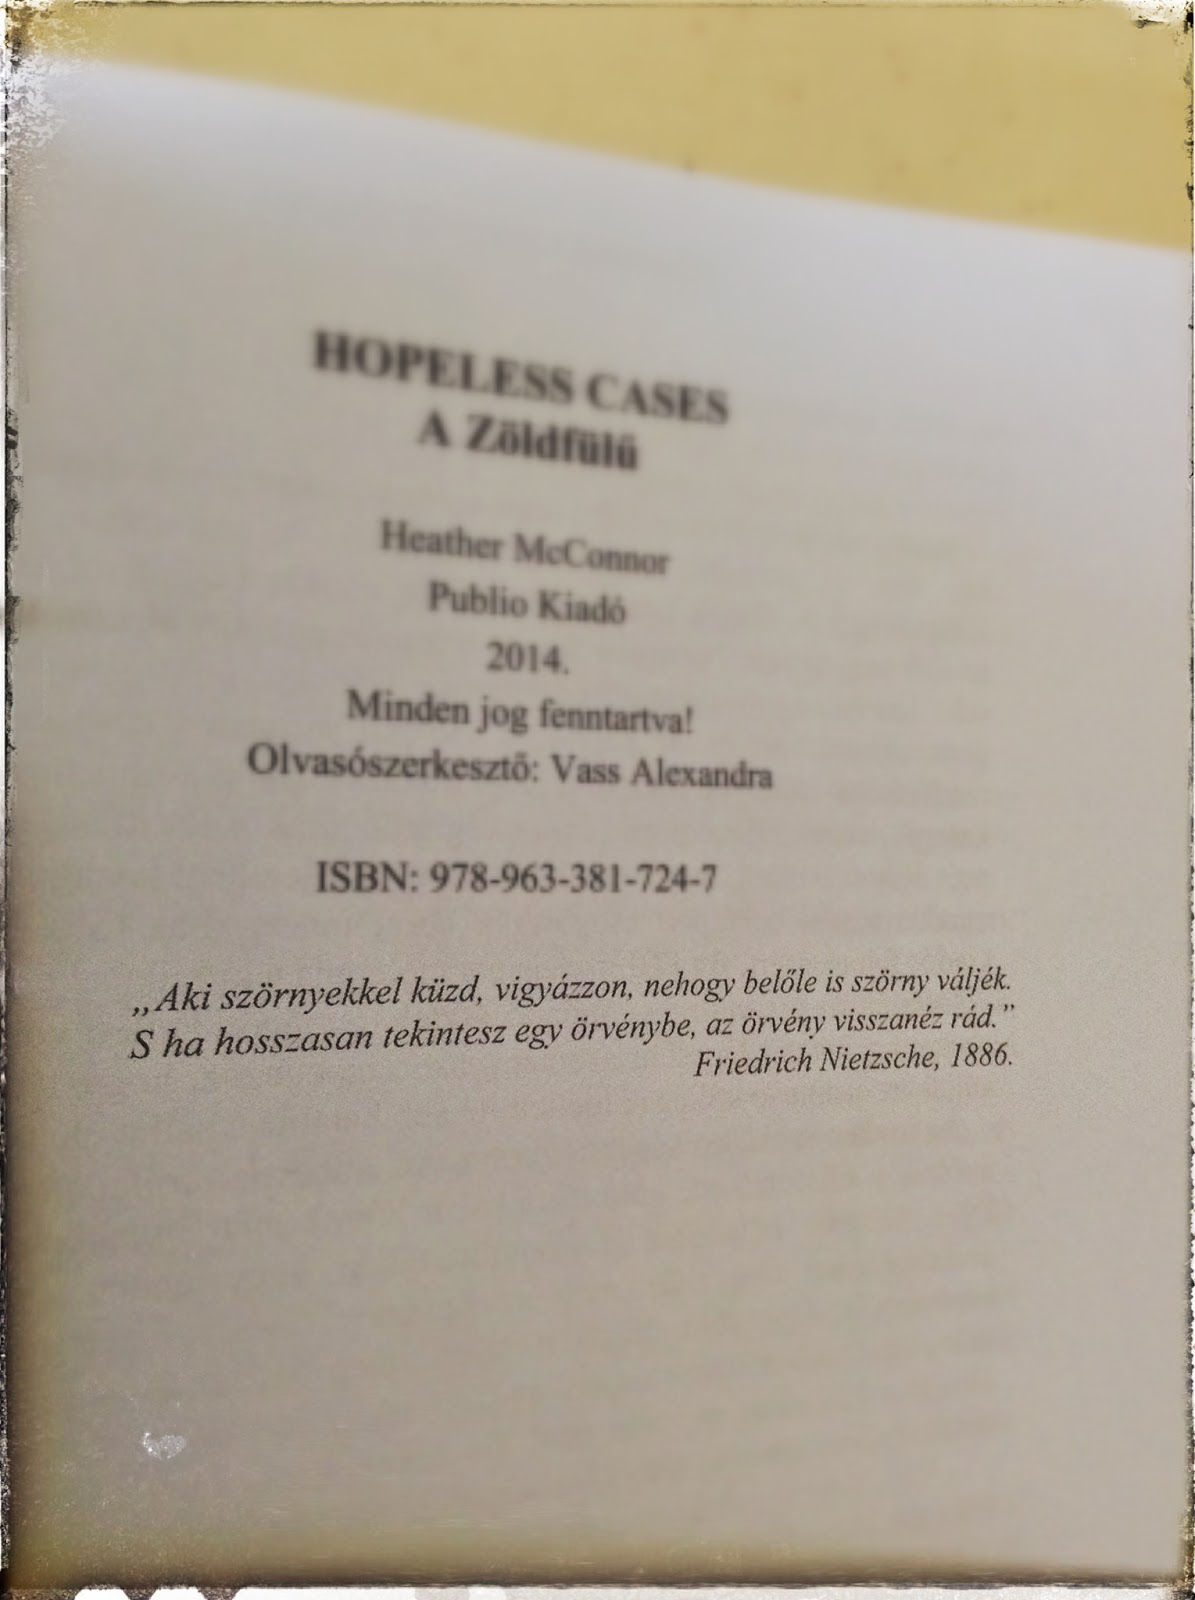 HOPELESS CASES
A Zöldfülű
Heather McConnor
Publio Kiadó
2014.
Minden jog fenntartva!
Olvasószerkesztõ: Vass Alexandra
ISBN: 978-963-381-724-7
„Aki szörnyekkel küzd, vigyázzon, nehogy belőle is szörny váljék.
S ha hosszasan tekintesz egy örvénybe, az örvény visszanéz rád.”
Friedrich Nietzsche, 1886.